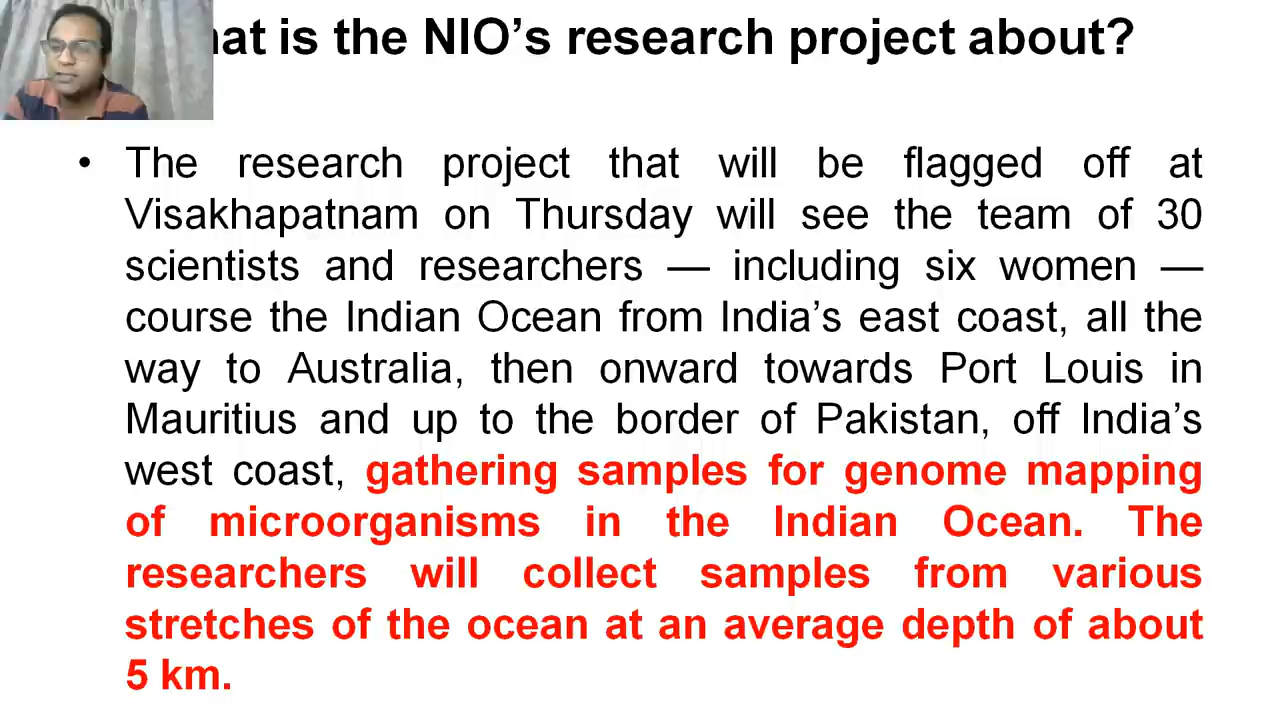 is the NIO’s research project about?
• The research project that will be flagged off at
Visakhapatnam on Thursday will see the team of 30
scientists and researchers — including six women —
course the Indian Ocean from India’s east coast, all the
way to Australia, then onward towards Port Louis in
Mauritius and up to the border of Pakistan, off India’s
west coast, gathering samples for genome mapping
of microorganisms in the Indian Ocean. The
researchers will collect samples from various
stretches of the ocean at an average depth of about
5 km.